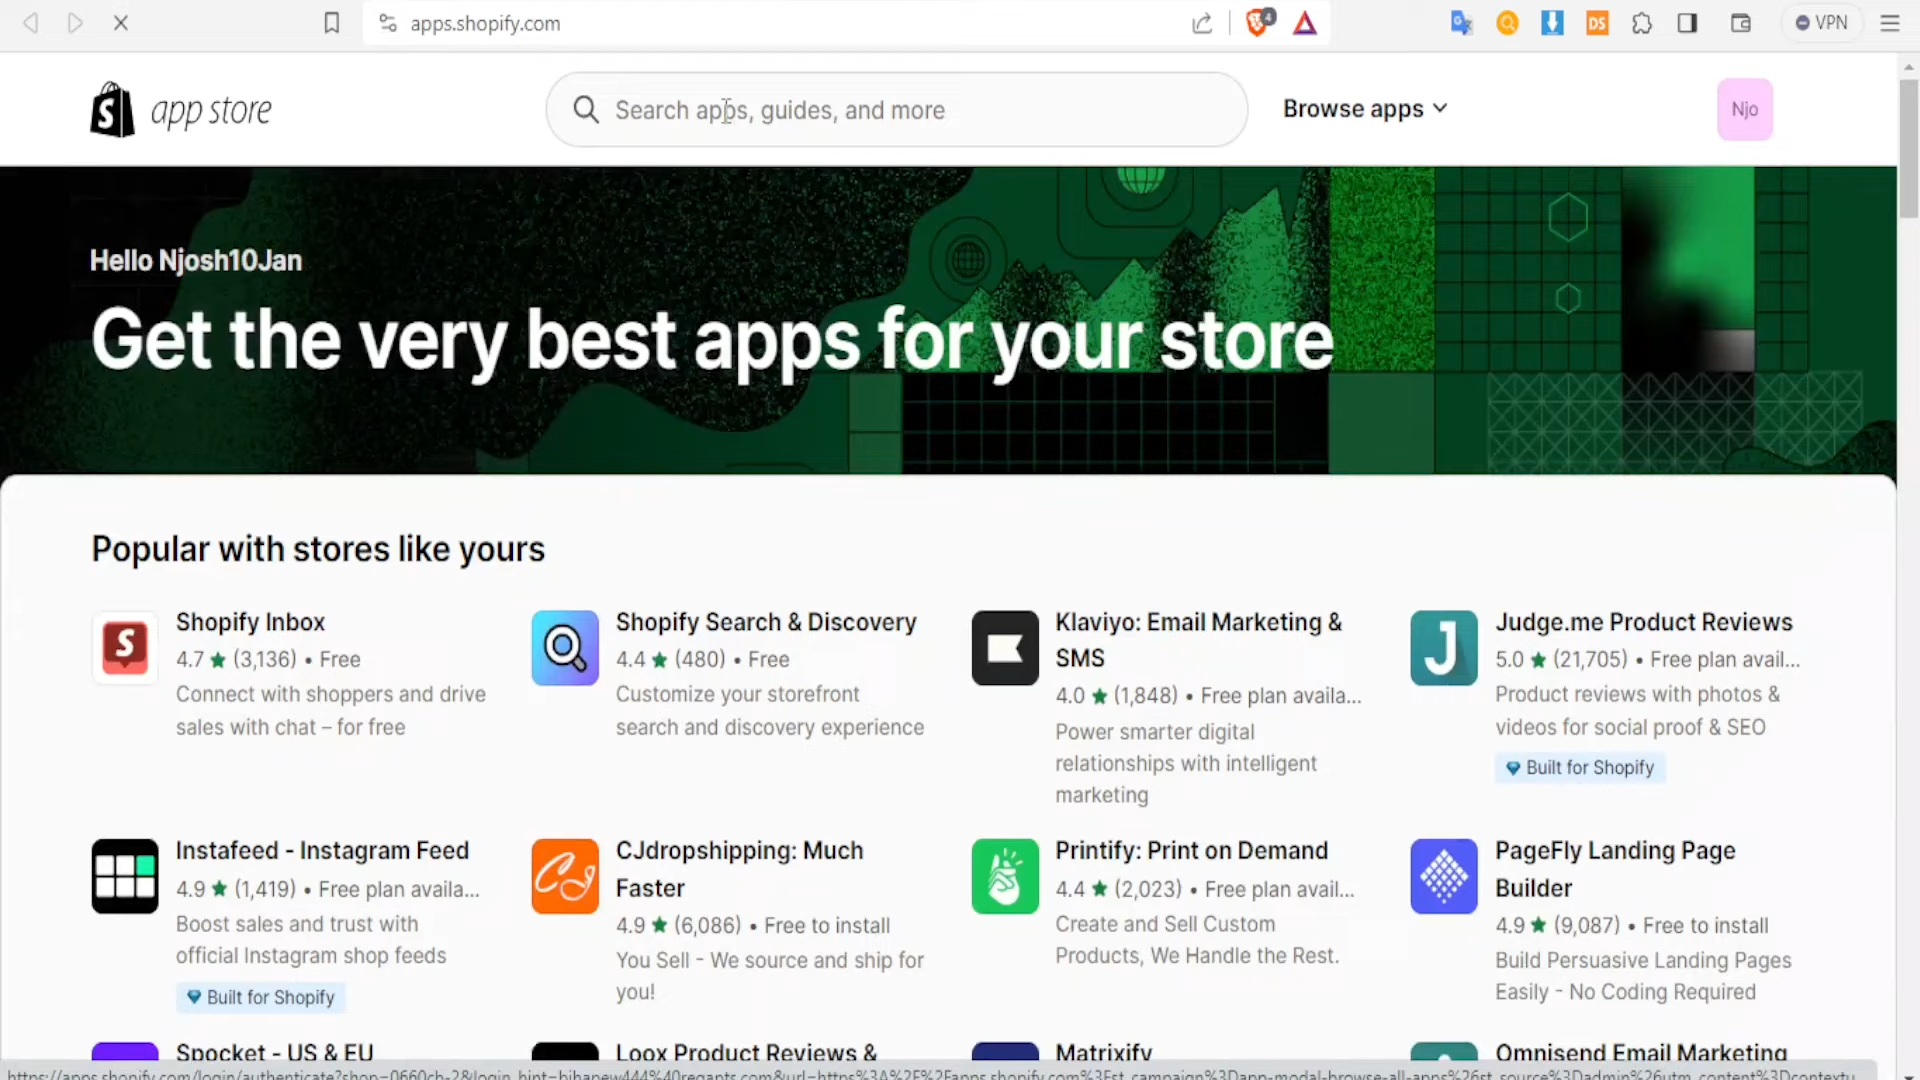 apps.shopify.com
4
DS
VPN
S app store
Search apps, guides, and more
Browse apps
Njo
Hello Njosh10Jan
Get the very best apps for your store
Popular with stores like yours
S
Shopify Inbox
4.7 ★ (3,136) • Free
Connect with shoppers and drive
sales with chat – for free
Shopify Search & Discovery
4.4 ★ (480) • Free
Customize your storefront
search and discovery experience
Klaviyo: Email Marketing &
SMS
4.0 ★ (1,848) • Free plan availa...
Power smarter digital
relationships with intelligent
marketing
J
Judge.me Product Reviews
5.0 ★ (21,705) • Free plan avail...
Product reviews with photos &
videos for social proof & SEO
Built for Shopify
Instafeed - Instagram Feed
4.9 ★ (1,419) • Free plan availa...
Boost sales and trust with
official Instagram shop feeds
Built for Shopify
CJ
CJdropshipping: Much
Faster
4.9 ★ (6,086) • Free to install
You Sell - We source and ship for
you!
Printify: Print on Demand
4.4 ★ (2,023) • Free plan avail...
Create and Sell Custom
Products, We Handle the Rest.
PageFly Landing Page
Builder
4.9 ★ (9,087) • Free to install
Build Persuasive Landing Pages
Easily - No Coding Required
Spocket - US & EU
Loox Product Reviews &
Matrixify
Omnisend Email Marketing